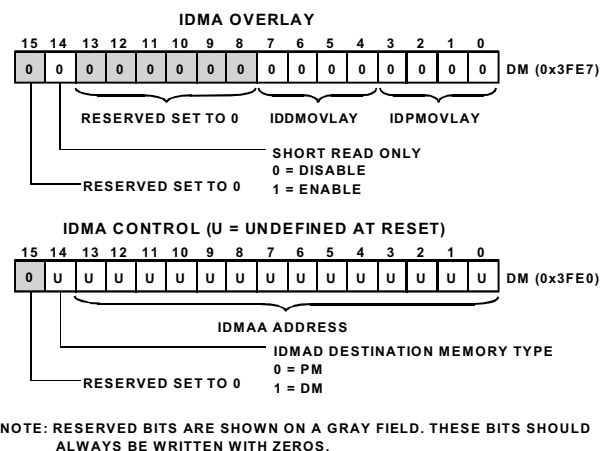 IDMA OVERLAY
15 14 13 12 11 10 9 8 7 6 5 4 3 2 1 0
0 0 0 0 0 0 0 0 0 0 0 0 0 0 0 0 DM (0x3FE7)
RESERVED SET TO 0 IDDMOVLAY IDPMOVLAY
SHORT READ ONLY
0 = DISABLE
RESERVED SET TO 0 1 = ENABLE
IDMA CONTROL (U = UNDEFINED AT RESET)
15 14 13 12 11 10 9 8 7 6 5 4 3 2 1 0
0 U U U U U U U U U U U U U U U DM (0x3FE0)
IDMAA ADDRESS
IDMAD DESTINATION MEMORY TYPE
0 = PM
RESERVED SET TO 0 1 = DM
NOTE: RESERVED BITS ARE SHOWN ON A GRAY FIELD. THESE BITS SHOULD
ALWAYS BE WRITTEN WITH ZEROS.